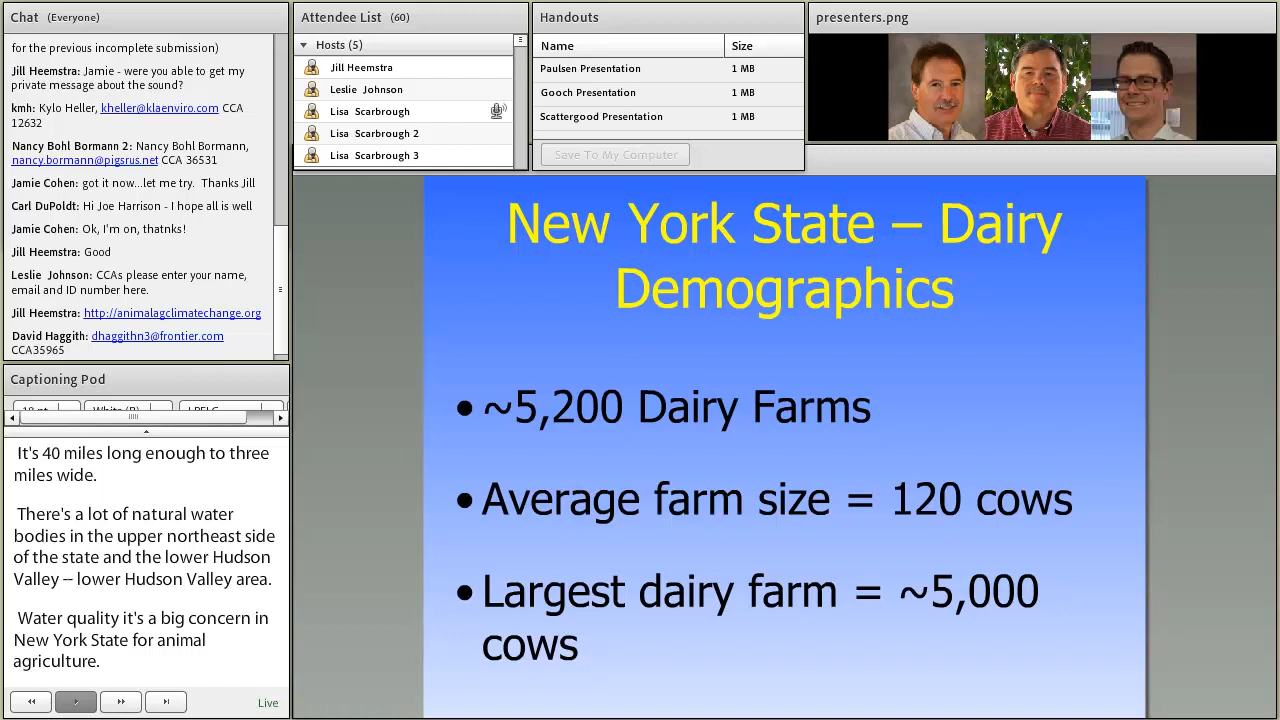 Chat (Everyone)
for the previous incomplete submission)
Jill Heemstra: Jamie - were you able to get my
private message about the sound?
kmh: Kylo Heller, kheller@klaenviro.com CCA
12632
Nancy Bohl Bormann 2: Nancy Bohl Bormann,
nancy.bormann@pigsrus.net CCA 36531
Jamie Cohen: got it now...let me try. Thanks Jill
Carl DuPoldt: Hi Joe Harrison - I hope all is well
Jamie Cohen: Ok, I'm on, thatnks!
Jill Heemstra: Good
Leslie Johnson: CCAs please enter your name,
email and ID number here.
Jill Heemstra: http://animalagclimatechange.org
David Haggith: dhaggithn3@frontier.com
CCA35965
Captioning Pod
It's 40 miles long enough to three
miles wide.
There's a lot of natural water
bodies in the upper northeast side
of the state and the lower Hudson
Valley -- lower Hudson Valley area.
Water quality it's a big concern in
New York State for animal
agriculture.
Live
Attendee List (60)
Hosts (5)
Jill Heemstra
Leslie Johnson
Lisa Scarbrough
Lisa Scarbrough 2
Lisa Scarbrough 3
Handouts
Name Size
Paulsen Presentation 1 MB
Gooch Presentation 1 MB
Scattergood Presentation 1 MB
Save To My Computer
presenters.png
New York State – Dairy
Demographics
•~5,200 Dairy Farms
•Average farm size = 120 cows
•Largest dairy farm = ~5,000
cows